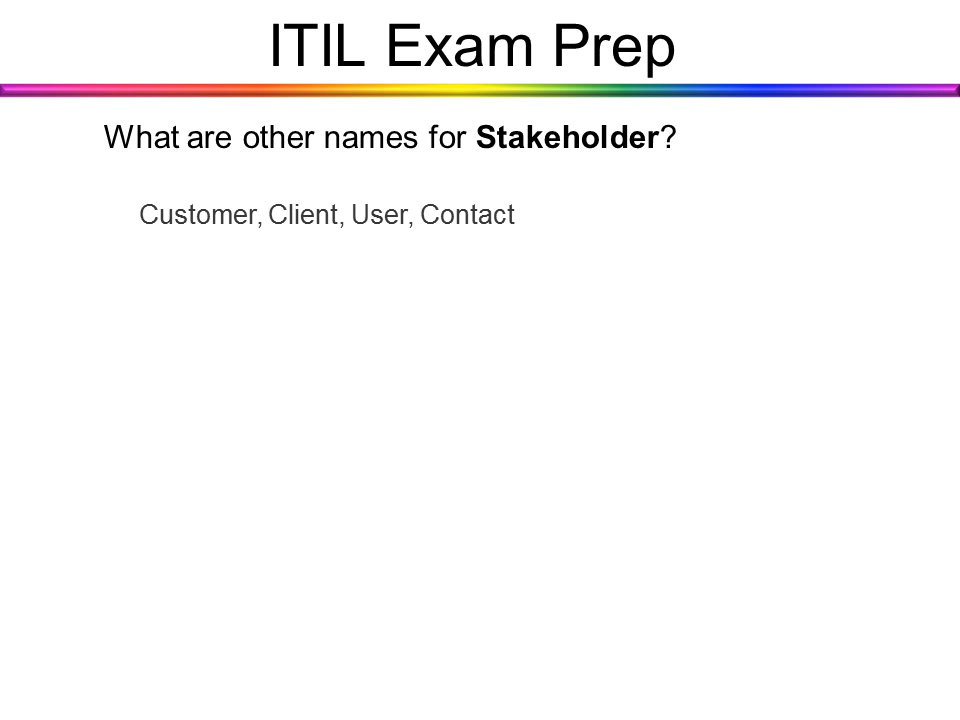 ITIL Exam Prep
What are other names for Stakeholder?
Customer, Client, User, Contact